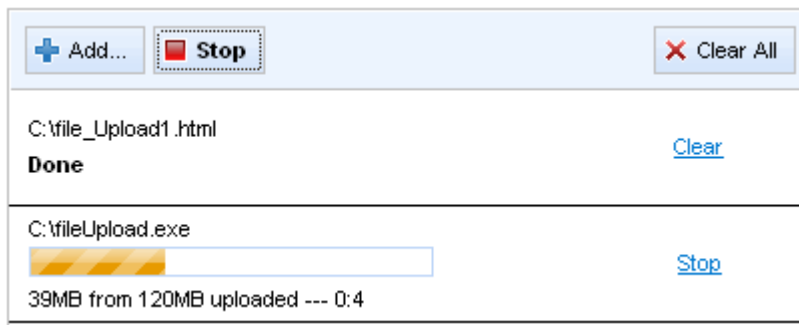 Add... Stop Clear All
C:\file_Upload1.html
Clear
Done
C:\fileUpload.exe
Stop
39MB from 120MB uploaded --- 0:4